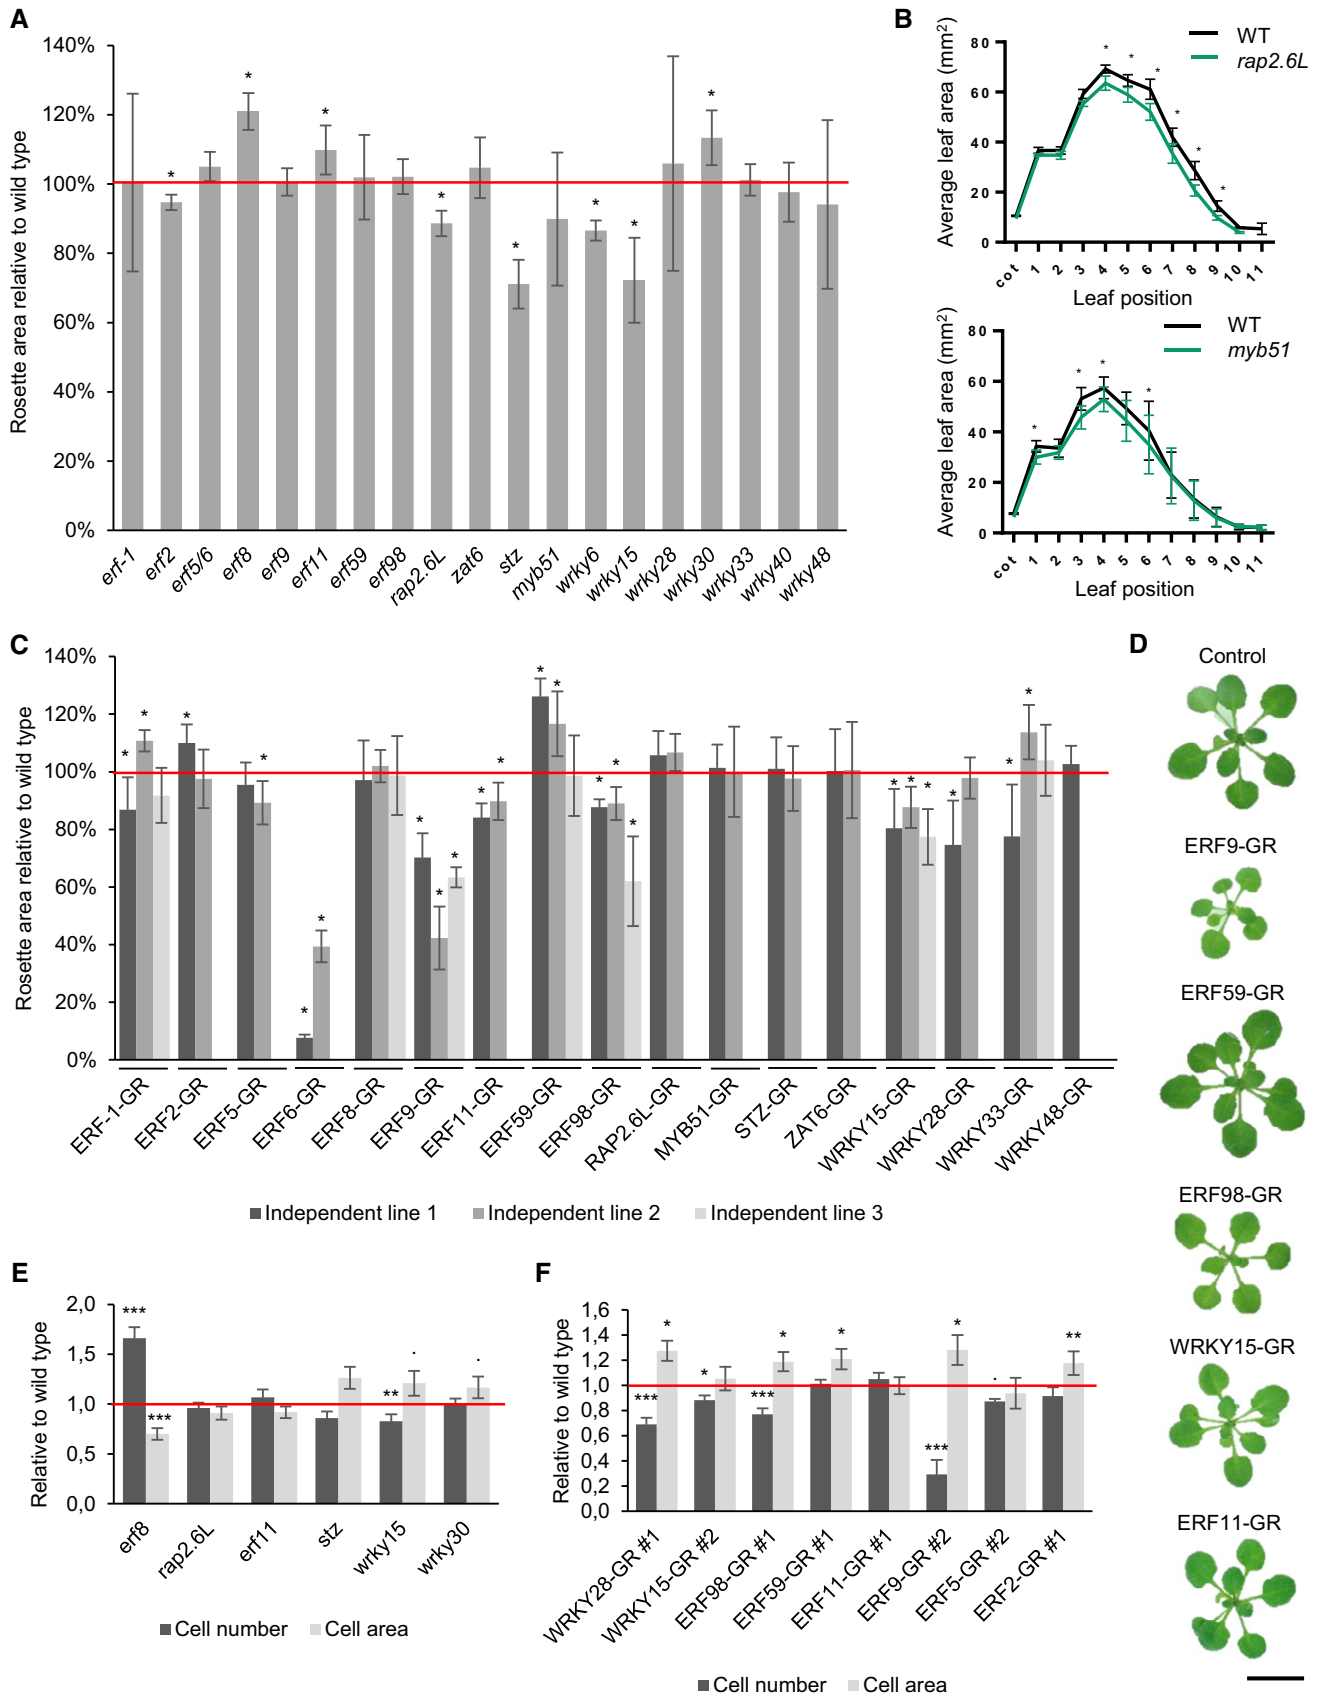 A
Rosette area relative to wild type
140%
120%
100%
80%
60%
40%
20%
0%
* * * * * * * *
erf-1 erf2 erf5/6 erf8 erf9 erf11 erf59 erf98 rap2.6L zat6 stz myb51 wrky6 wrky15 wrky28 wrky30 wrky33 wrky40 wrky48
B
Average leaf area (mm²)
80
60
40
20
0
WT
rap2.6L
* * * * * *
cot 1 2 3 4 5 6 7 8 9 10 11
Leaf position
Average leaf area (mm²)
80
60
40
20
0
WT
myb51
* * * *
cot 1 2 3 4 5 6 7 8 9 10 11
Leaf position
C
Rosette area relative to wild type
140%
120%
100%
80%
60%
40%
20%
0%
* * * * * * * * * * * * * * * * * * * * * *
ERF-1-GR ERF2-GR ERF5-GR ERF6-GR ERF8-GR ERF9-GR ERF11-GR ERF59-GR ERF98-GR RAP2.6L-GR MYB51-GR STZ-GR ZAT6-GR WRKY15-GR WRKY28-GR WRKY33-GR WRKY48-GR
Independent line 1 Independent line 2 Independent line 3
D
Control
ERF9-GR
ERF59-GR
ERF98-GR
WRKY15-GR
ERF11-GR
E
Relative to wild type
2,0
1,5
1,0
0,5
0,0
*** *** ** . .
erf8 rap2.6L erf11 stz wrky15 wrky30
Cell number Cell area
F
Relative to wild type
1,6
1,4
1,2
1,0
0,8
0,6
0,4
0,2
0,0
*** * * *** * * *** * . **
WRKY28-GR #1 WRKY15-GR #2 ERF98-GR #1 ERF59-GR #1 ERF11-GR #1 ERF9-GR #2 ERF5-GR #2 ERF2-GR #1
Cell number Cell area